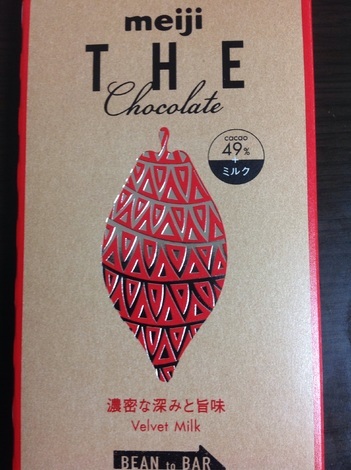 meiji
THE
Chocolate
cacao
49%
+
ミルク
濃密な深みと旨味
Velvet Milk
BEAN to BAR